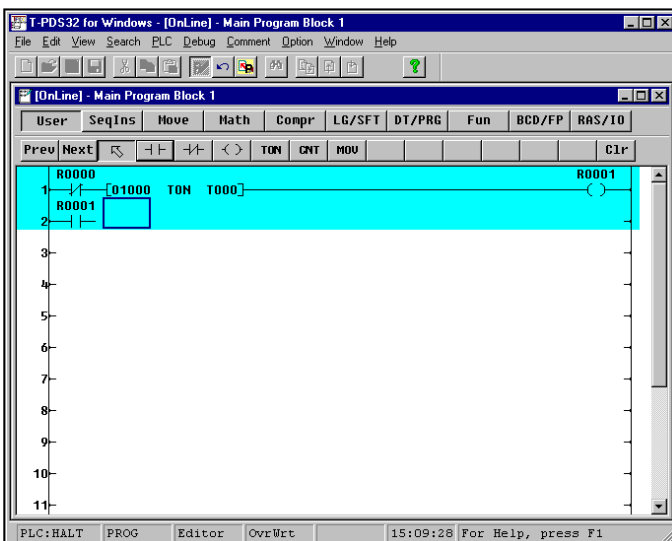 T-PDS32 for Windows - [OnLine] - Main Program Block 1
File Edit View Search PLC Debug Comment Option Window Help
[OnLine] - Main Program Block 1
User SeqIns Move Math Compr LG/SFT DT/PRG Fun BCD/FP RAS/IO
Prev Next TON CNT MOV Clr
R0000 R0001
1 [01000 TON T000]
R0001
2
3
4
5
6
7
8
9
10
11
PLC:HALT PROG Editor OvrWrt 15:09:28 For Help, press F1